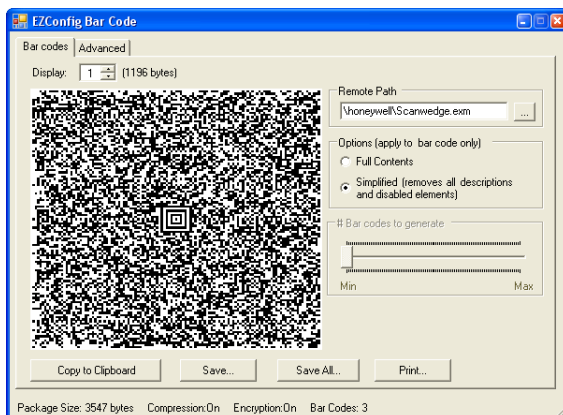 EZConfig Bar Code
Bar codes Advanced
Display: 1 (1196 bytes)
Remote Path
\honeywell\Scanwedge.exm ...
Options (apply to bar code only)
Full Contents
Simplified (removes all descriptions
and disabled elements)
# Bar codes to generate
Min Max
Copy to Clipboard Save... Save All... Print...
Package Size: 3547 bytes Compression:On Encryption:On Bar Codes: 3